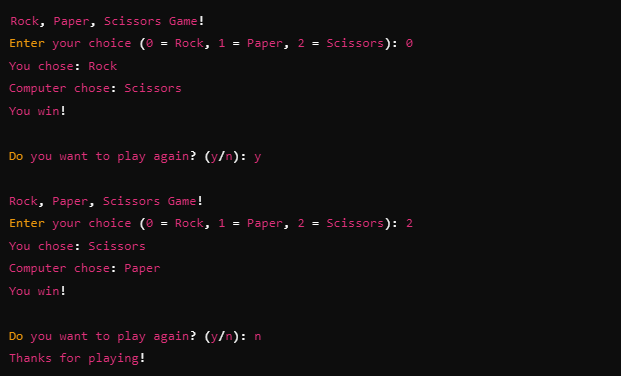 Rock, Paper, Scissors Game!
Enter your choice (0 = Rock, 1 = Paper, 2 = Scissors): 0
You chose: Rock
Computer chose: Scissors
You win!
Do you want to play again? (y/n): y
Rock, Paper, Scissors Game!
Enter your choice (0 = Rock, 1 = Paper, 2 = Scissors): 2
You chose: Scissors
Computer chose: Paper
You win!
Do you want to play again? (y/n): n
Thanks for playing!